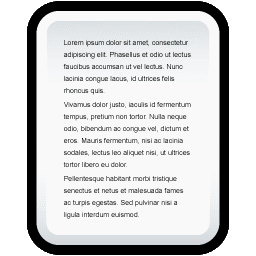 Lorem ipsum dolor sit amet, consectetur
adipiscing elit. Phasellus et odio ut lectus
faucibus accumsan ut vel lectus. Nunc
lacinia congue lacus, id ultrices felis
rhoncus quis.
Vivamus dolor justo, iaculis id fermentum
tempus, pretium non tortor. Nulla neque
odio, bibendum ac congue vel, dictum et
eros. Mauris fermentum, nisi ac lacinia
sodales, lectus leo aliquet nisi, ut ultrices
tortor libero eu dolor.
Pellentesque habitant morbi tristique
senectus et netus et malesuada fames
ac turpis egestas. Sed pulvinar nisi a
ligula interdum euismod.